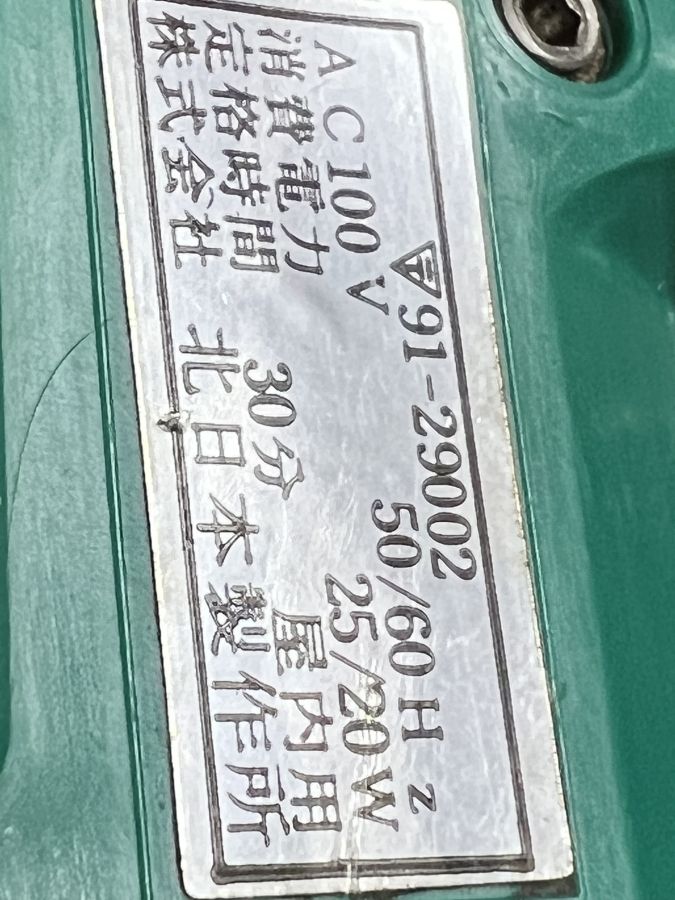 ▽〒91-29002
AC100V 50/60Hz
消費電力 25/20W
定格時間 30分 屋内用
株式会社 北日本製作所